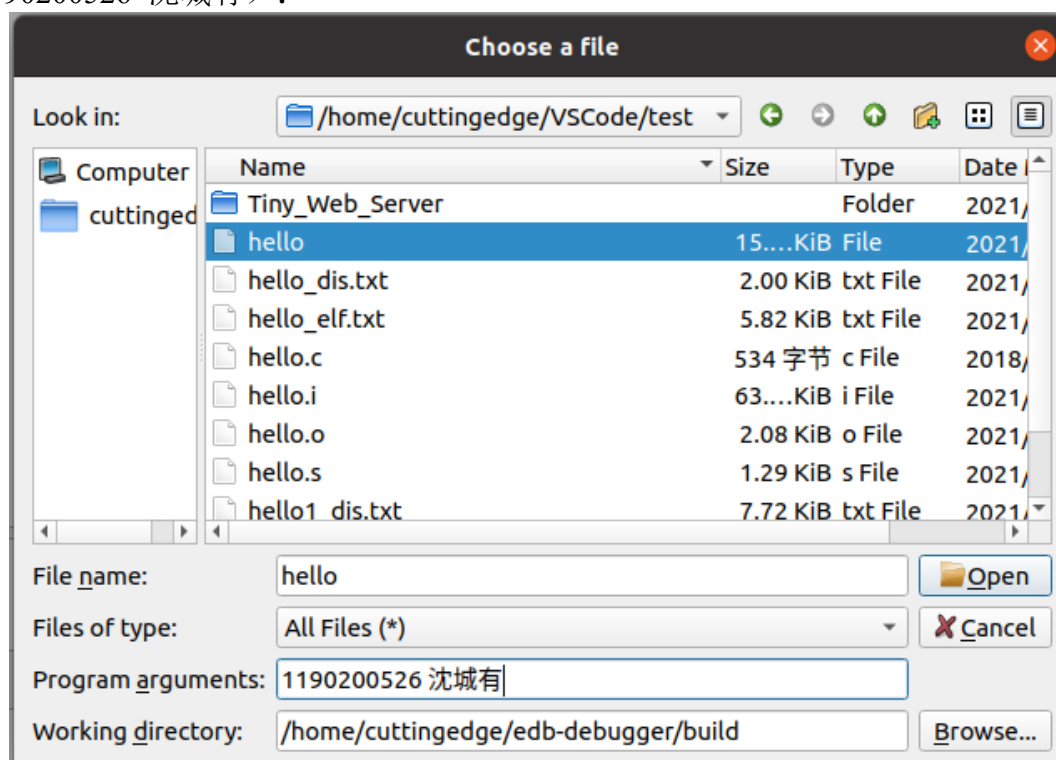 Choose a file
Look in: /home/cuttingedge/VSCode/test
Computer
cuttinged
Name Size Type Date
Tiny_Web_Server Folder 2021/
hello 15....KiB File 2021/
hello_dis.txt 2.00 KiB txt File 2021/
hello_elf.txt 5.82 KiB txt File 2021/
hello.c 534 字节 c File 2018/
hello.i 63....KiB i File 2021/
hello.o 2.08 KiB o File 2021/
hello.s 1.29 KiB s File 2021/
hello1_dis.txt 7.72 KiB txt File 2021/
File name: hello Open
Files of type: All Files (*) Cancel
Program arguments: 1190200526 沈城有
Working directory: /home/cuttingedge/edb-debugger/build Browse...